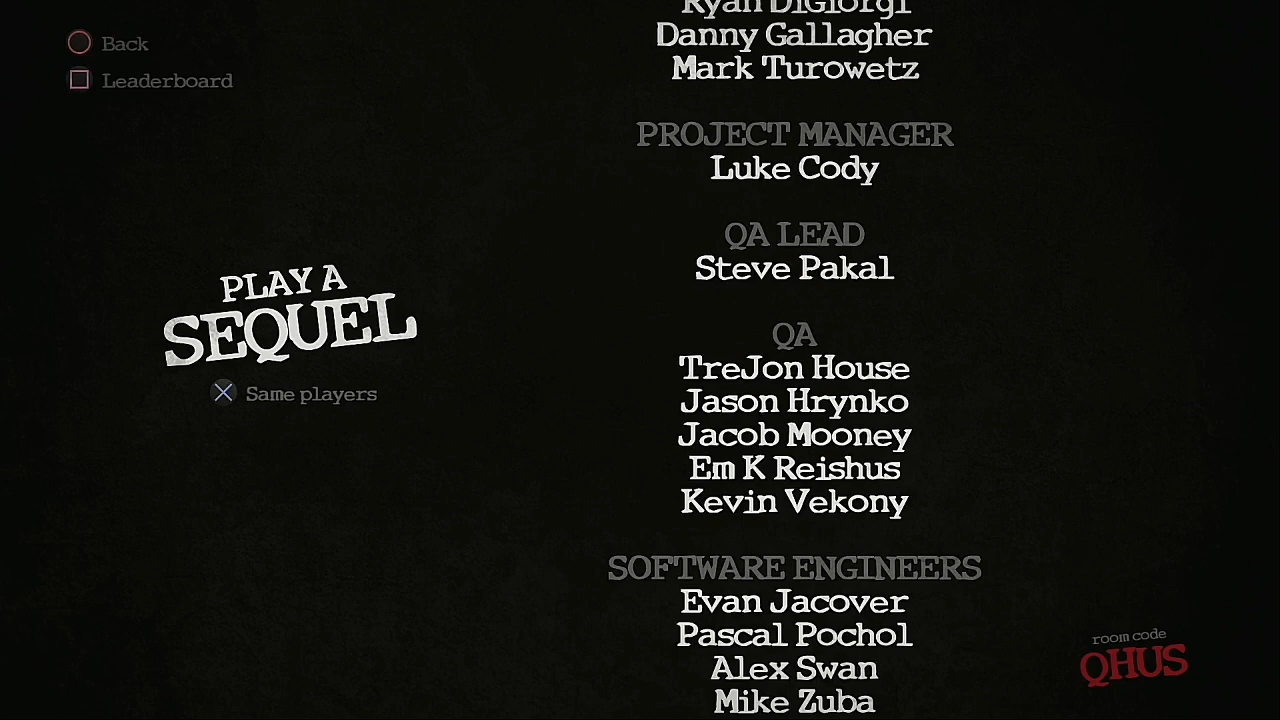 Back
Leaderboard
PLAY A
SEQUEL
Same players
Ryan DiGiorgi
Danny Gallagher
Mark Turowetz
PROJECT MANAGER
Luke Cody
QA LEAD
Steve Pakal
QA
TreJon House
Jason Hrynko
Jacob Mooney
Em K Reishus
Kevin Vekony
SOFTWARE ENGINEERS
Evan Jacover
Pascal Pochol
Alex Swan
Mike Zuba
room code
QHUS